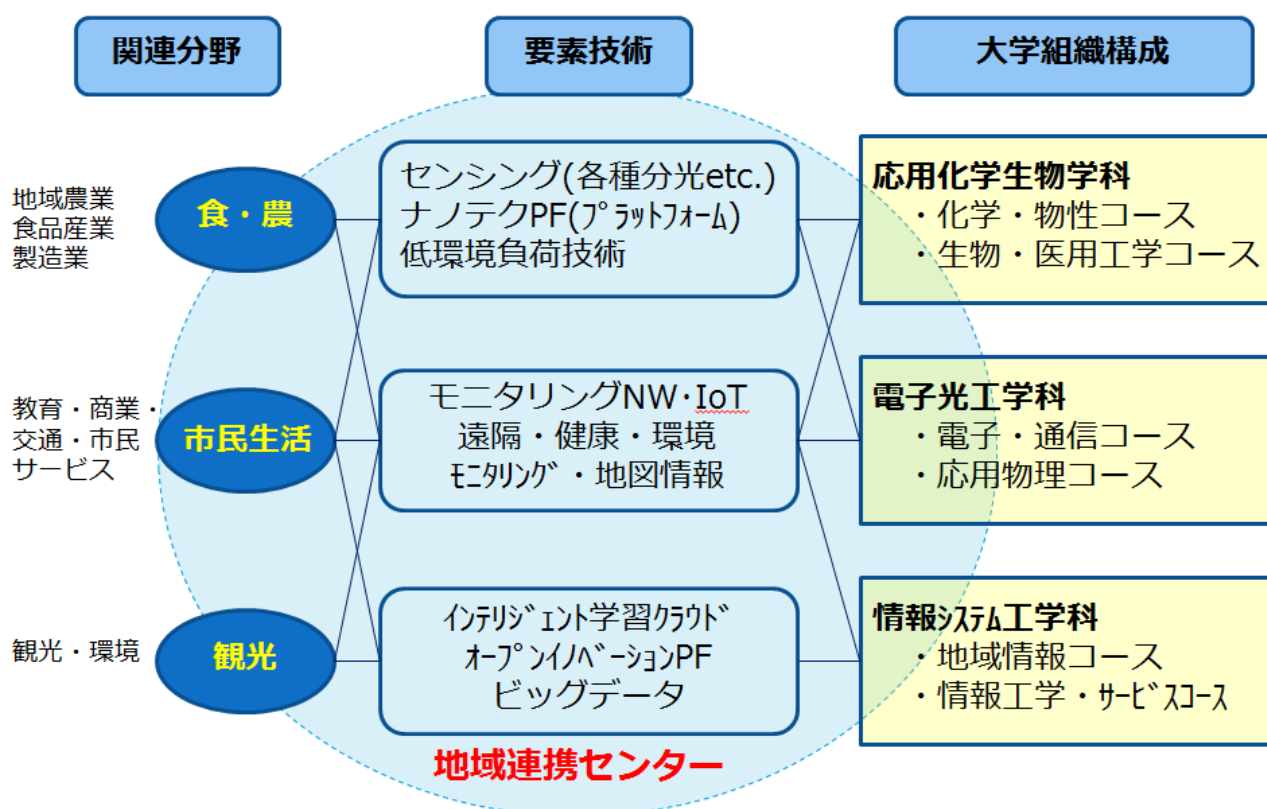 関連分野
要素技術
大学組織構成
地域農業
食品産業
製造業
食・農
センシング(各種分光etc.)
ナノテクPF(ﾌﾟﾗｯﾄﾌｫｰﾑ)
低環境負荷技術
応用化学生物学科
・化学・物性コース
・生物・医用工学コース
教育・商業・
交通・市民
サービス
市民生活
モニタリングNW･IoT
遠隔・健康・環境
ﾓﾆﾀﾘﾝｸﾞ・地図情報
電子光工学科
・電子・通信コース
・応用物理コース
観光・環境
観光
ｲﾝﾃﾘｼﾞｪﾝﾄ学習ｸﾗｳﾄﾞ
ｵｰﾌﾟﾝｲﾉﾍﾞｰｼｮﾝPF
ビッグデータ
情報ｼｽﾃﾑ工学科
・地域情報コース
・情報工学・ｻｰﾋﾞｽｺｰｽ
地域連携センター